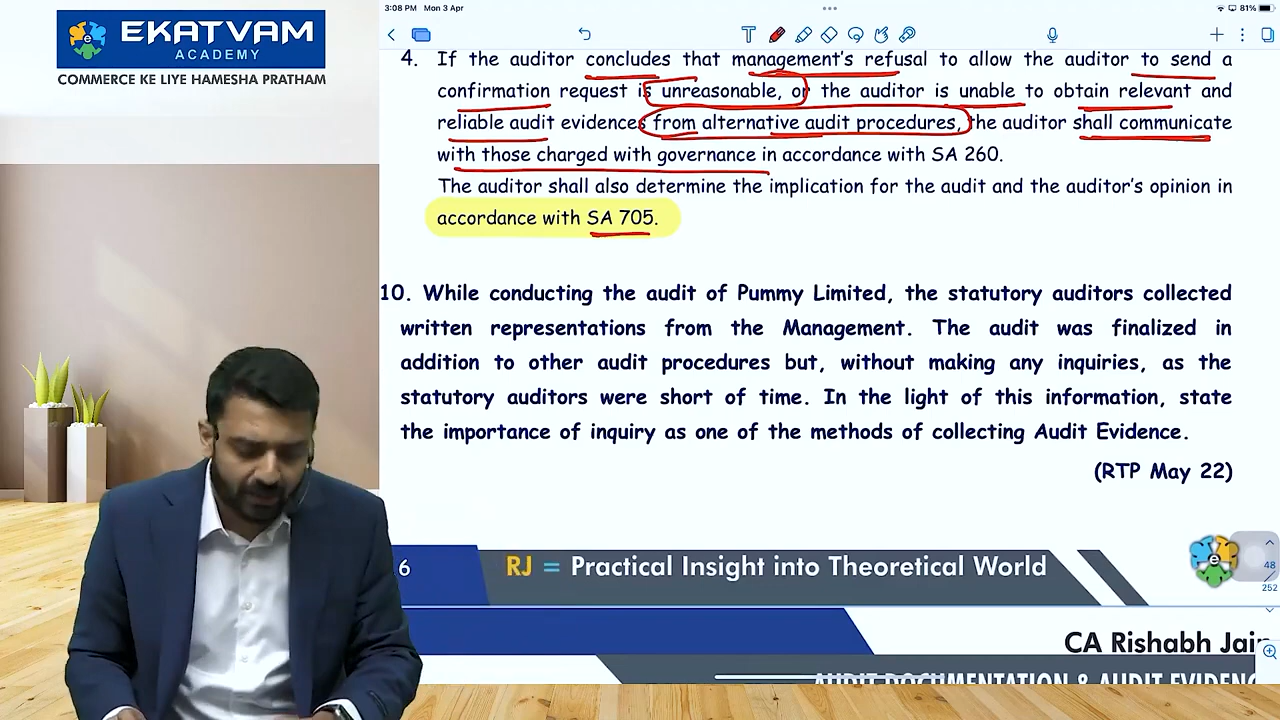 EKATVAM
ACADEMY
COMMERCE KE LIYE HAMESHA PRATHAM
3:08 PM Mon 3 Apr
81%
4. If the auditor concludes that management's refusal to allow the auditor to send a
confirmation request is unreasonable, or the auditor is unable to obtain relevant and
reliable audit evidences from alternative audit procedures, the auditor shall communicate
with those charged with governance in accordance with SA 260.
The auditor shall also determine the implication for the audit and the auditor's opinion in
accordance with SA 705.
10. While conducting the audit of Pummy Limited, the statutory auditors collected
written representations from the Management. The audit was finalized in
addition to other audit procedures but, without making any inquiries, as the
statutory auditors were short of time. In the light of this information, state
the importance of inquiry as one of the methods of collecting Audit Evidence.
(RTP May 22)
6
RJ = Practical Insight into Theoretical World
48
252
CA Rishabh Jain
AUDIT DOCUMENTATION & AUDIT EVIDENC